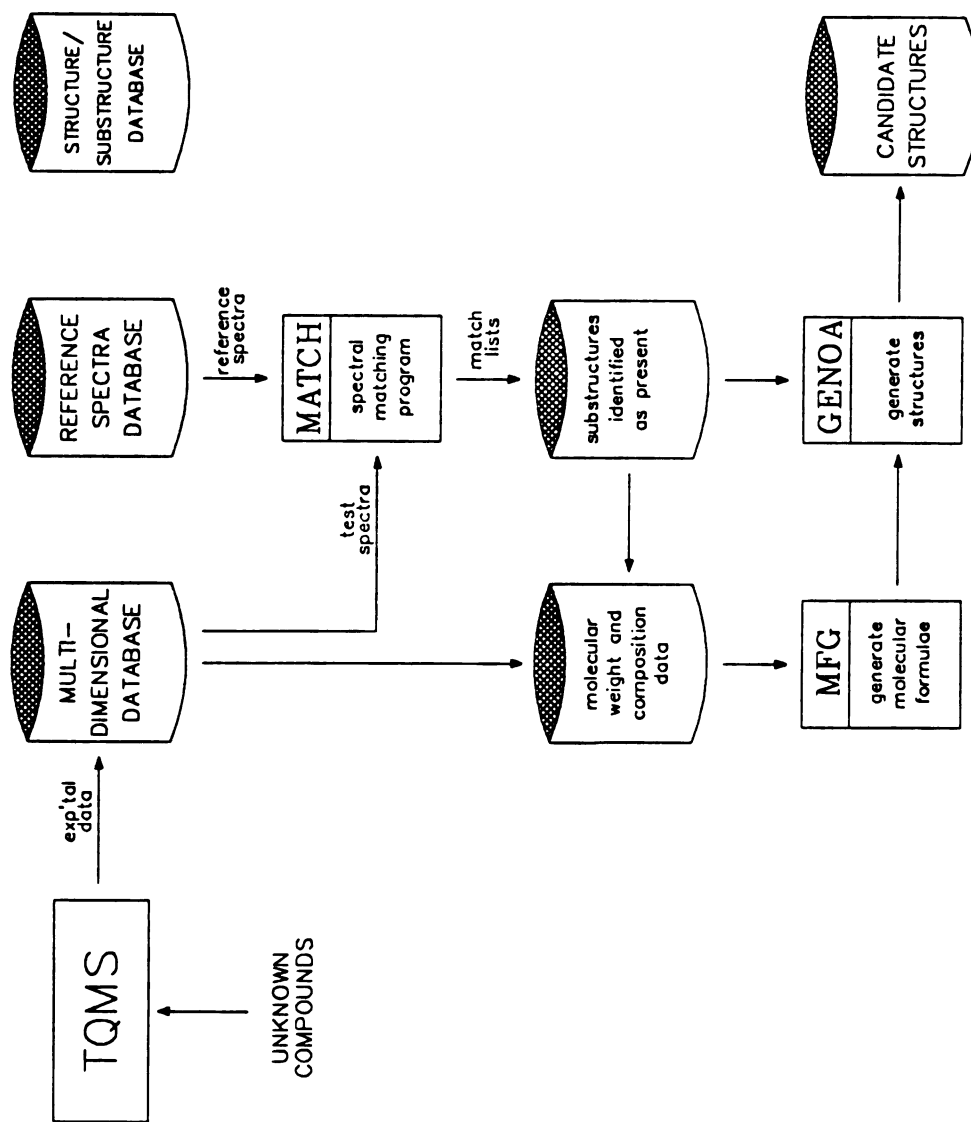 TQMS
UNKNOWN
COMPOUNDS
exp'tal
data
MULTI-
DIMENSIONAL
DATABASE
REFERENCE
SPECTRA
DATABASE
STRUCTURE/
SUBSTRUCTURE
DATABASE
test
spectra
reference
spectra
MATCH
spectral
matching
program
match
lists
molecular
weight and
composition
data
substructures
identified
as present
MFG
generate
molecular
formulae
GENOA
generate
structures
CANDIDATE
STRUCTURES